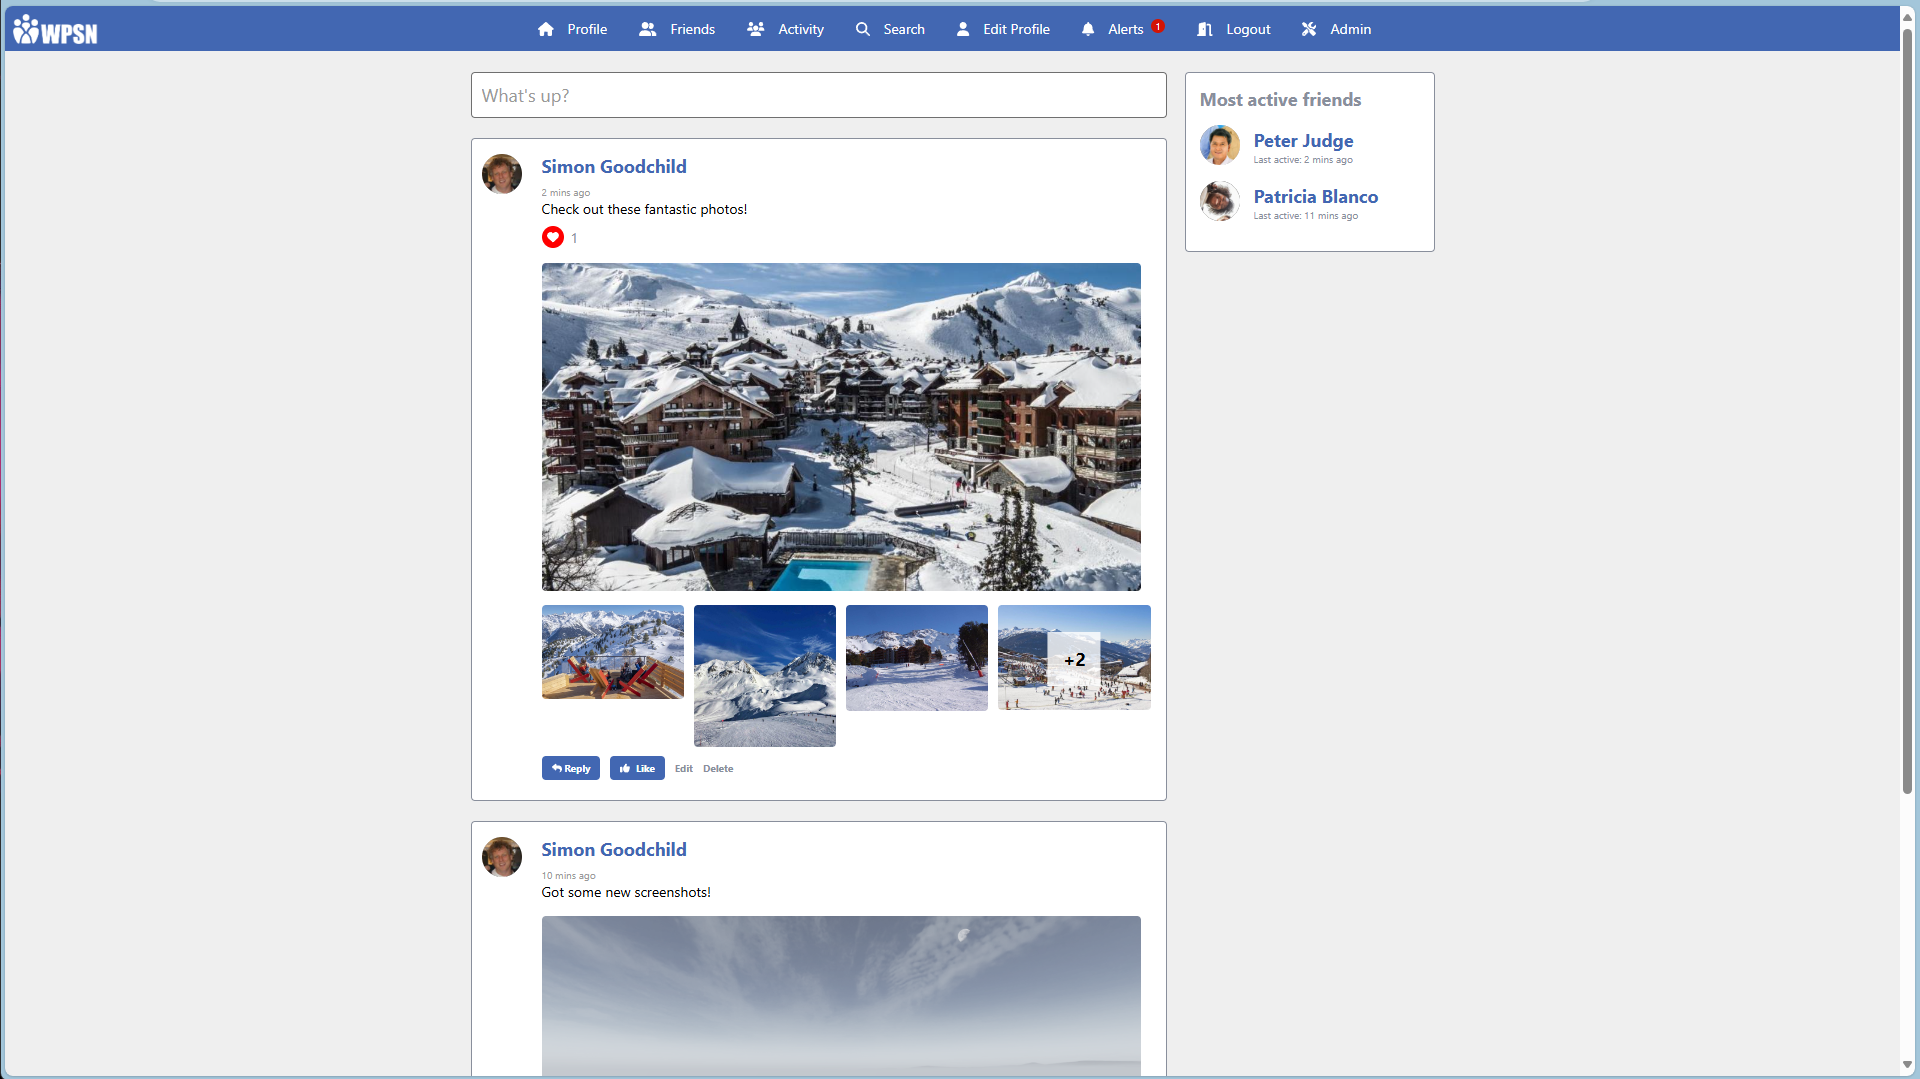 WPSN
Profile
Friends
Activity
Search
Edit Profile
Alerts 1
Logout
Admin
What's up?
Simon Goodchild
2 mins ago
Check out these fantastic photos!
1
+2
Reply
Like
Edit
Delete
Simon Goodchild
10 mins ago
Got some new screenshots!
Most active friends
Peter Judge
Last active: 2 mins ago
Patricia Blanco
Last active: 11 mins ago